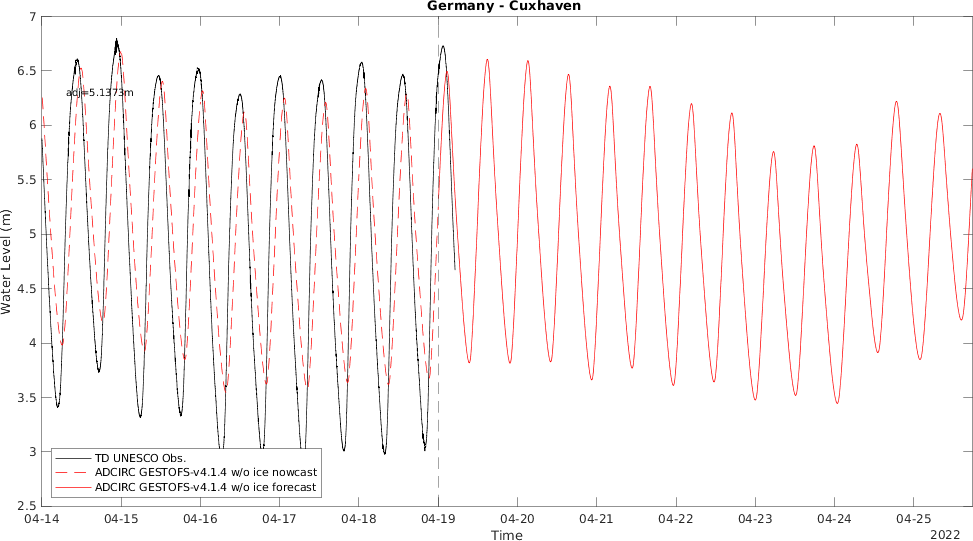 Germany - Cuxhaven
7
6.5
adj=5.1373m
6
5.5
5
4.5
4
3.5
3
2.5
Water Level (m)
TD UNESCO Obs.
ADCIRC GESTOFS-v4.1.4 w/o ice nowcast
ADCIRC GESTOFS-v4.1.4 w/o ice forecast
04-14 04-15 04-16 04-17 04-18 04-19 04-20 04-21 04-22 04-23 04-24 04-25
Time
2022